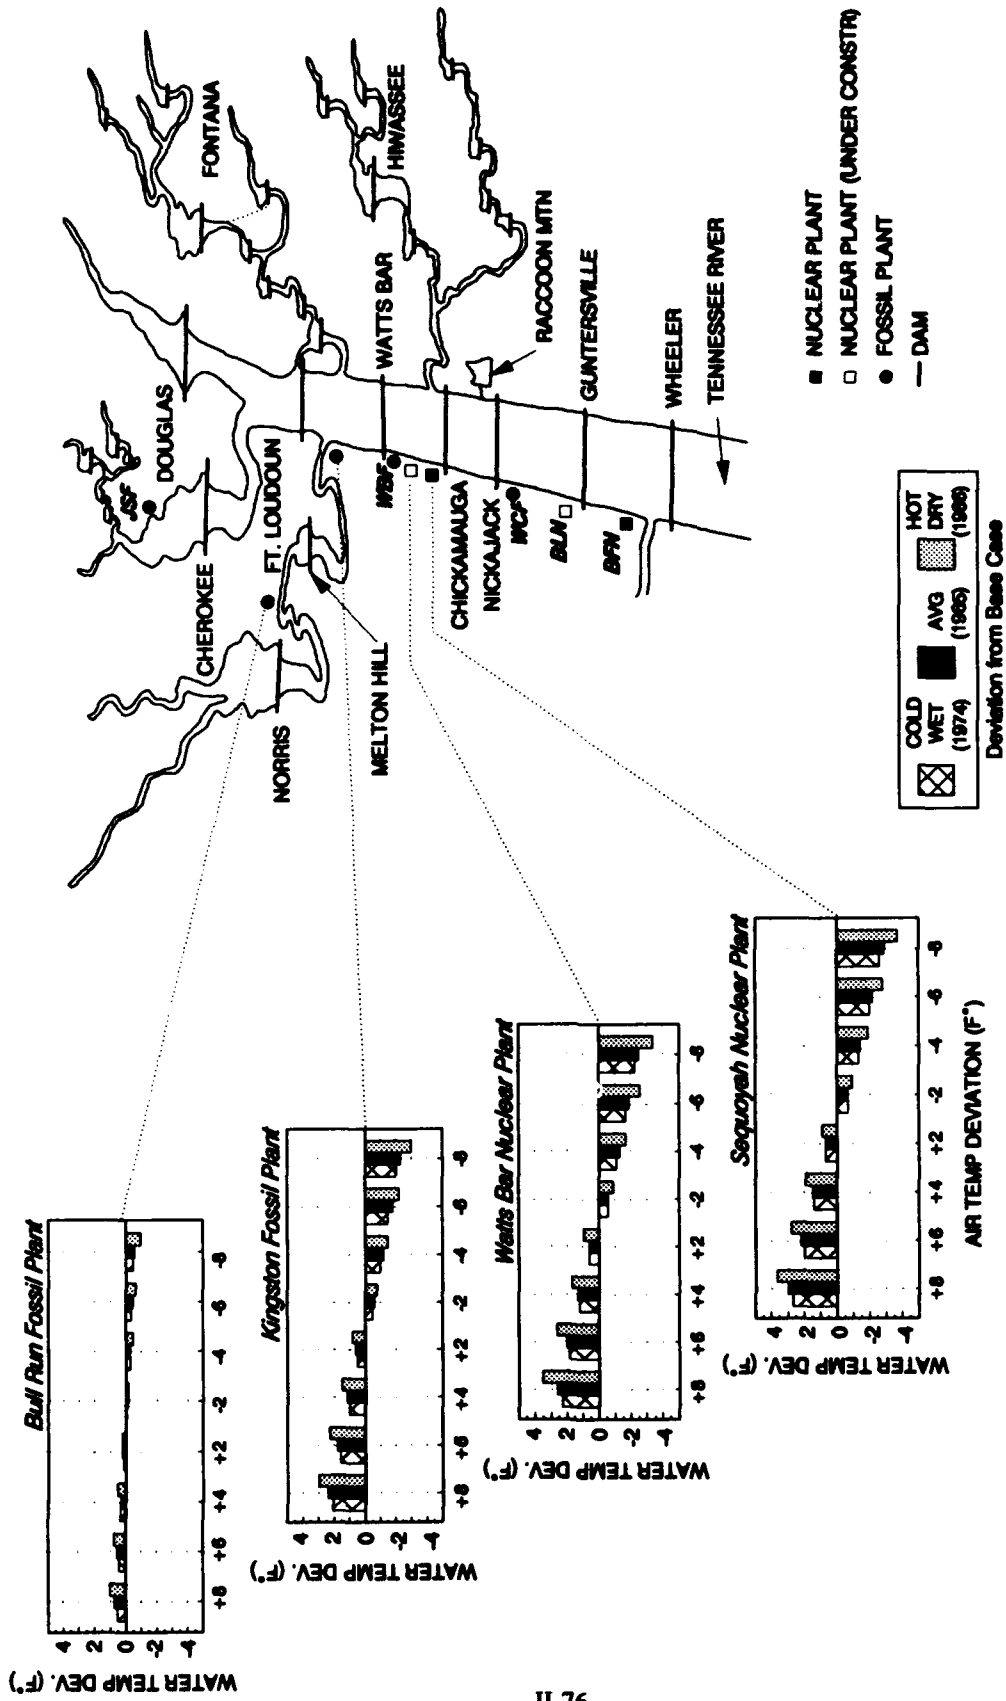 Bull Run Fossil Plant
WATER TEMP DEV. (F°)
4
2
0
-2
-4
+8
+6
+4
+2
-2
-4
-6
-8
Kingston Fossil Plant
WATER TEMP DEV. (F°)
4
2
0
-2
-4
+8
+6
+4
+2
-2
-4
-6
-8
Watts Bar Nuclear Plant
WATER TEMP DEV. (F°)
4
2
0
-2
-4
+8
+6
+4
+2
-2
-4
-6
-8
Sequoyah Nuclear Plant
WATER TEMP DEV. (F°)
4
2
0
-2
-4
+8
+6
+4
+2
-2
-4
-6
-8
AIR TEMP DEVIATION (F°)
NORRIS
MELTON HILL
CHEROKEE
FT. LOUDOUN
JSF
DOUGLAS
FONTANA
WATTS BAR
WBF
HIWASSEE
CHICKAMAUGA
NICKAJACK
RACCOON MTN
WCF
BLN
GUNTERSVILLE
BFN
WHEELER
TENNESSEE RIVER
NUCLEAR PLANT
NUCLEAR PLANT (UNDER CONSTR)
FOSSIL PLANT
DAM
COLD WET (1974)
AVG (1985)
HOT DRY (1986)
Deviation from Base Case
II-76